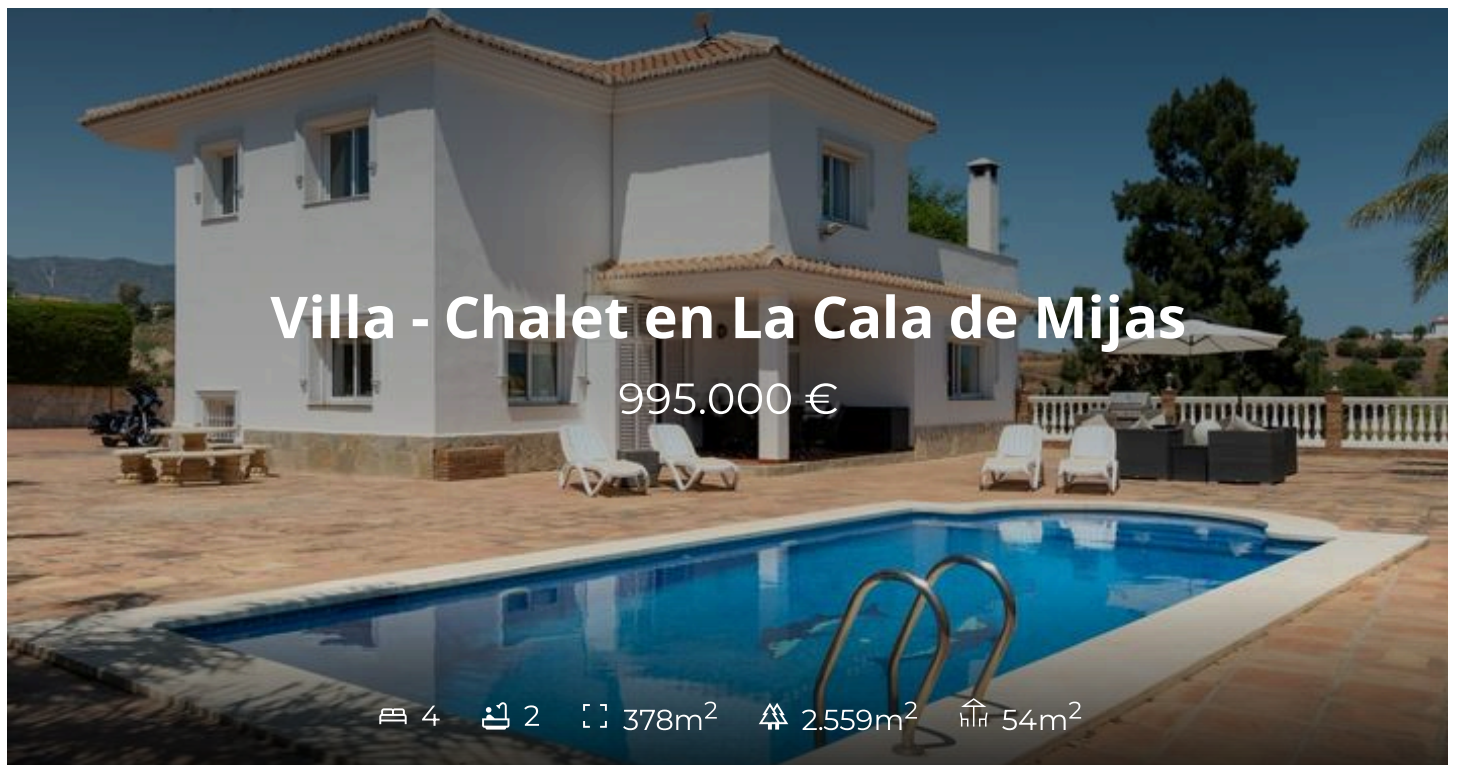 Villa - Chalet en La Cala de Mijas
995.000 €
4 2 378m² 2.559m² 54m²